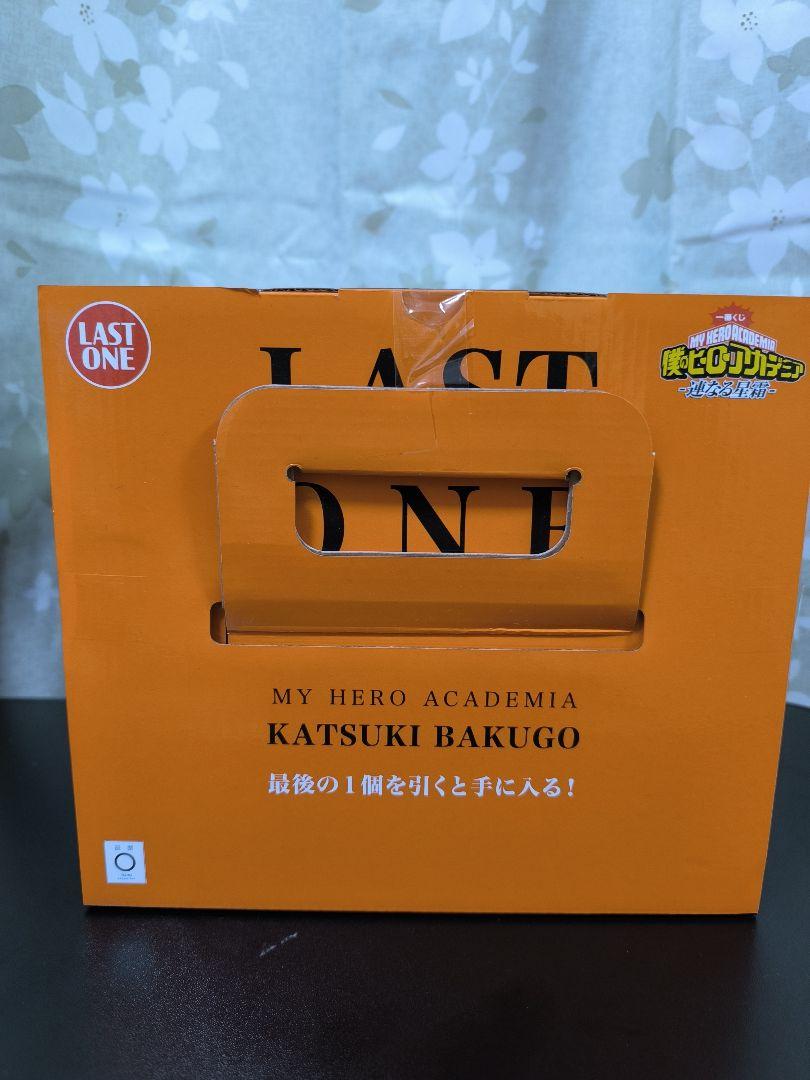 LAST
ONE
LAST
ONE
一番くじ
MY HERO ACADEMIA
僕のヒーローアカデミア
-連なる星霜-
MY HERO ACADEMIA
KATSUKI BAKUGO
最後の1個を引くと手に入る!